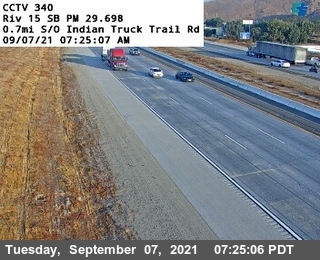 CCTV 340
Riv 15 SB PM 29.698
0.7mi S/O Indian Truck Trail Rd
09/07/21 07:25:07 AM
Tuesday, September 07, 2021 07:25:06 PDT